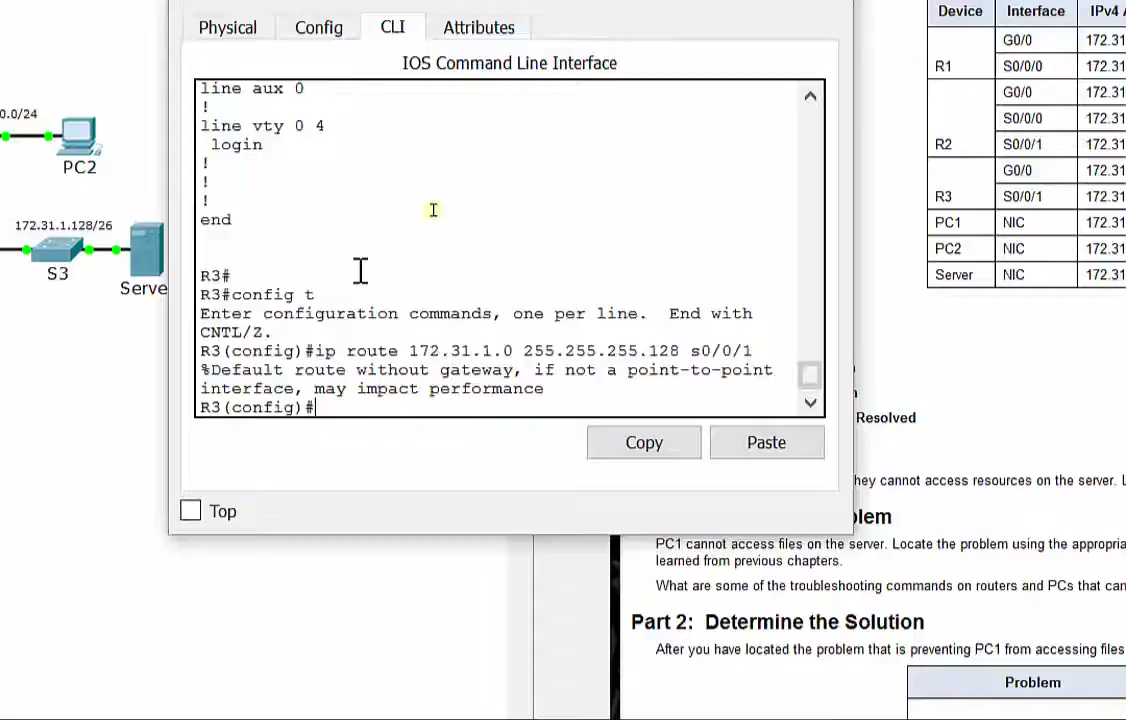 Physical
Config
CLI
Attributes
IOS Command Line Interface
line aux 0
!
line vty 0 4
login
!
!
!
end
R3#
R3#config t
Enter configuration commands, one per line. End with
CNTL/Z.
R3(config)#ip route 172.31.1.0 255.255.255.128 s0/0/1
%Default route without gateway, if not a point-to-point
interface, may impact performance
R3(config)#
Copy
Paste
Top
0.0/24
PC2
172.31.1.128/26
S3
Serve
Device Interface IPv4
G0/0 172.31
R1 S0/0/0 172.31
G0/0 172.31
S0/0/0 172.31
R2 S0/0/1 172.31
G0/0 172.31
R3 S0/0/1 172.31
PC1 NIC 172.31
PC2 NIC 172.31
Server NIC 172.31
Resolved
hey cannot access resources on the server.
blem
PC1 cannot access files on the server. Locate the problem using the appropria
learned from previous chapters.
What are some of the troubleshooting commands on routers and PCs that can
Part 2: Determine the Solution
After you have located the problem that is preventing PC1 from accessing files
Problem